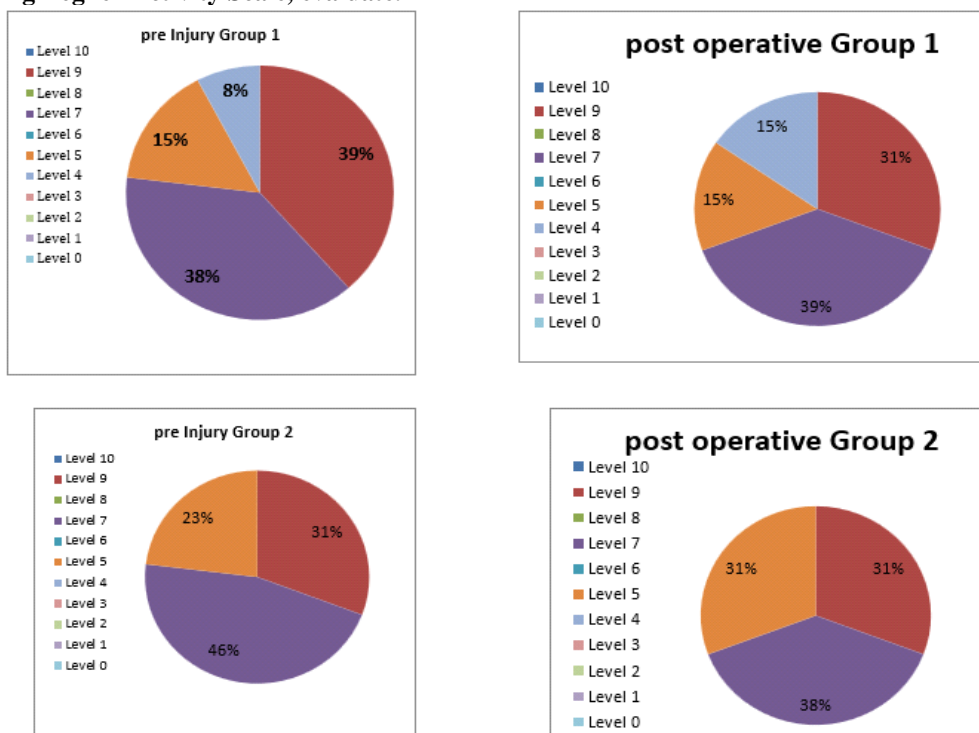 Activity Scale, evaluate.
pre Injury Group 1
Level 10
Level 9
Level 8
Level 7
Level 6
Level 5
Level 4
Level 3
Level 2
Level 1
Level 0
8%
15%
39%
38%
post operative Group 1
Level 10
Level 9
Level 8
Level 7
Level 6
Level 5
Level 4
Level 3
Level 2
Level 1
Level 0
15%
31%
15%
39%
pre Injury Group 2
Level 10
Level 9
Level 8
Level 7
Level 6
Level 5
Level 4
Level 3
Level 2
Level 1
Level 0
23%
31%
46%
post operative Group 2
Level 10
Level 9
Level 8
Level 7
Level 6
Level 5
Level 4
Level 3
Level 2
Level 1
Level 0
31%
31%
38%